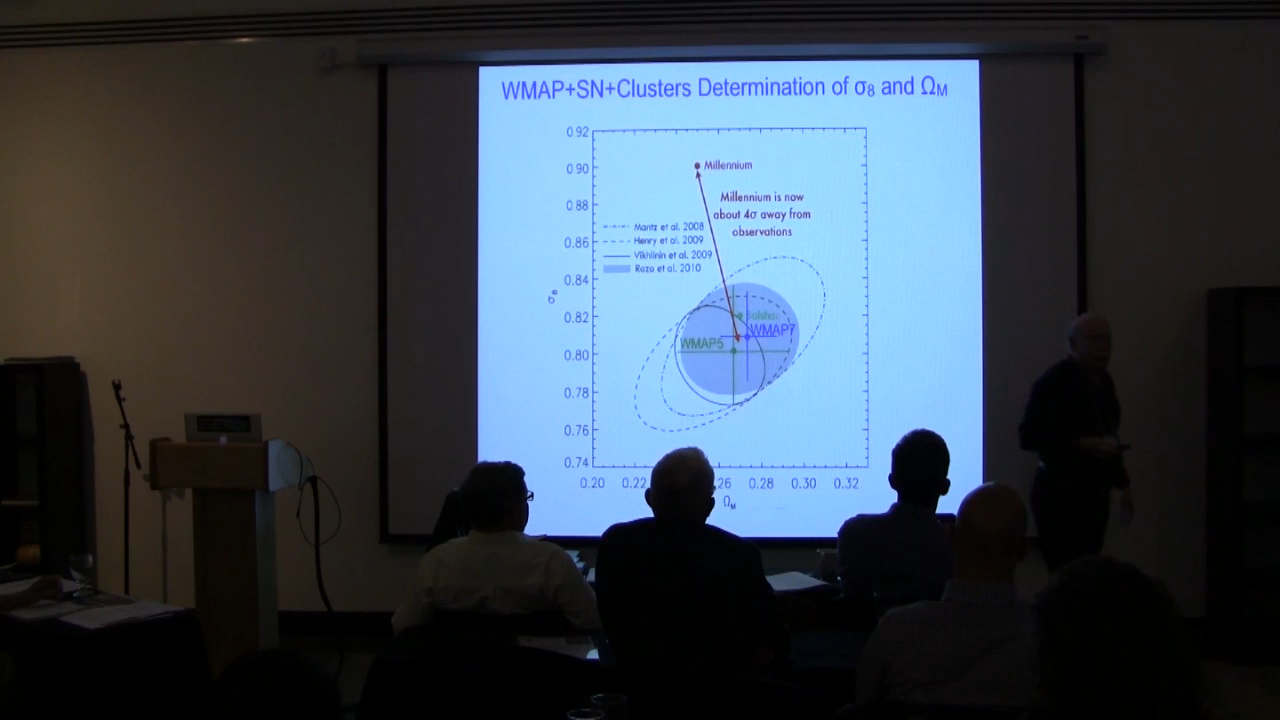 WMAP+SN+Clusters Determination of σ8 and ΩM
0.92
0.90
0.88
0.86
0.84
0.82
0.80
0.78
0.76
0.74
σ8
Millennium
Millennium is now
about 4σ away from
observations
Mantz et al. 2008
Henry et al. 2009
Vikhlinin et al. 2009
Rozo et al. 2010
WMAP7
WMAP5
0.20 0.22 .26 0.28 0.30 0.32
ΩM